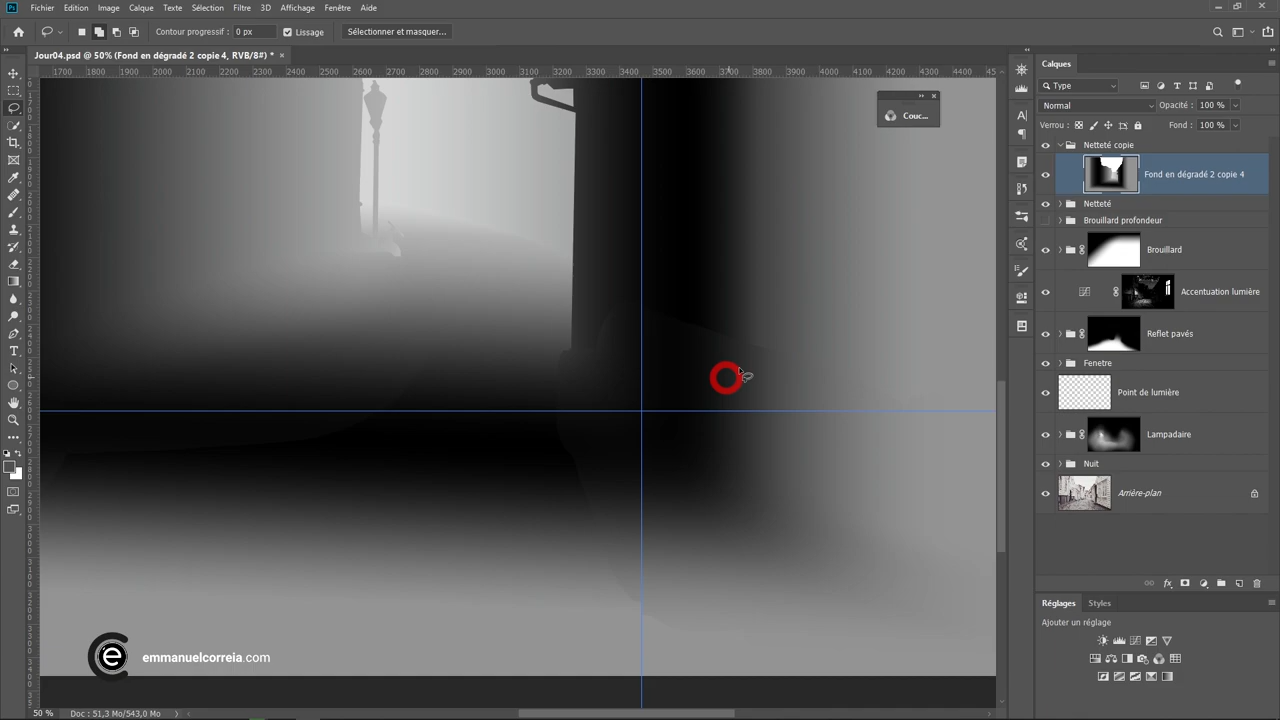 Fichier Edition Image Calque Texte Sélection Filtre 3D Affichage Fenêtre Aide
Contour progressif : 0 px Lissage Sélectionner et masquer...
Jour04.psd @ 50% (Fond en dégradé 2 copie 4, RVB/8#) * ×
1700 1800 1900 2000 2100 2200 2300 2400 2500 2600 2700 2800 2900 3000 3100 3200 3300 3400 3500 3600 3700 3800 3900 4000 4100 4200 4300 4400
Couc...
Calques
Type
Normal Opacité : 100 %
Verrou : Fond : 100 %
Netteté copie
Fond en dégradé 2 copie 4
Netteté
Brouillard profondeur
Brouillard
Accentuation lumière
Reflet pavés
Fenetre
Point de lumière
Lampadaire
Nuit
Arrière-plan
Réglages Styles
Ajouter un réglage
emmanuelcorreia.com
50 % Doc : 51,3 Mo/543,0 Mo